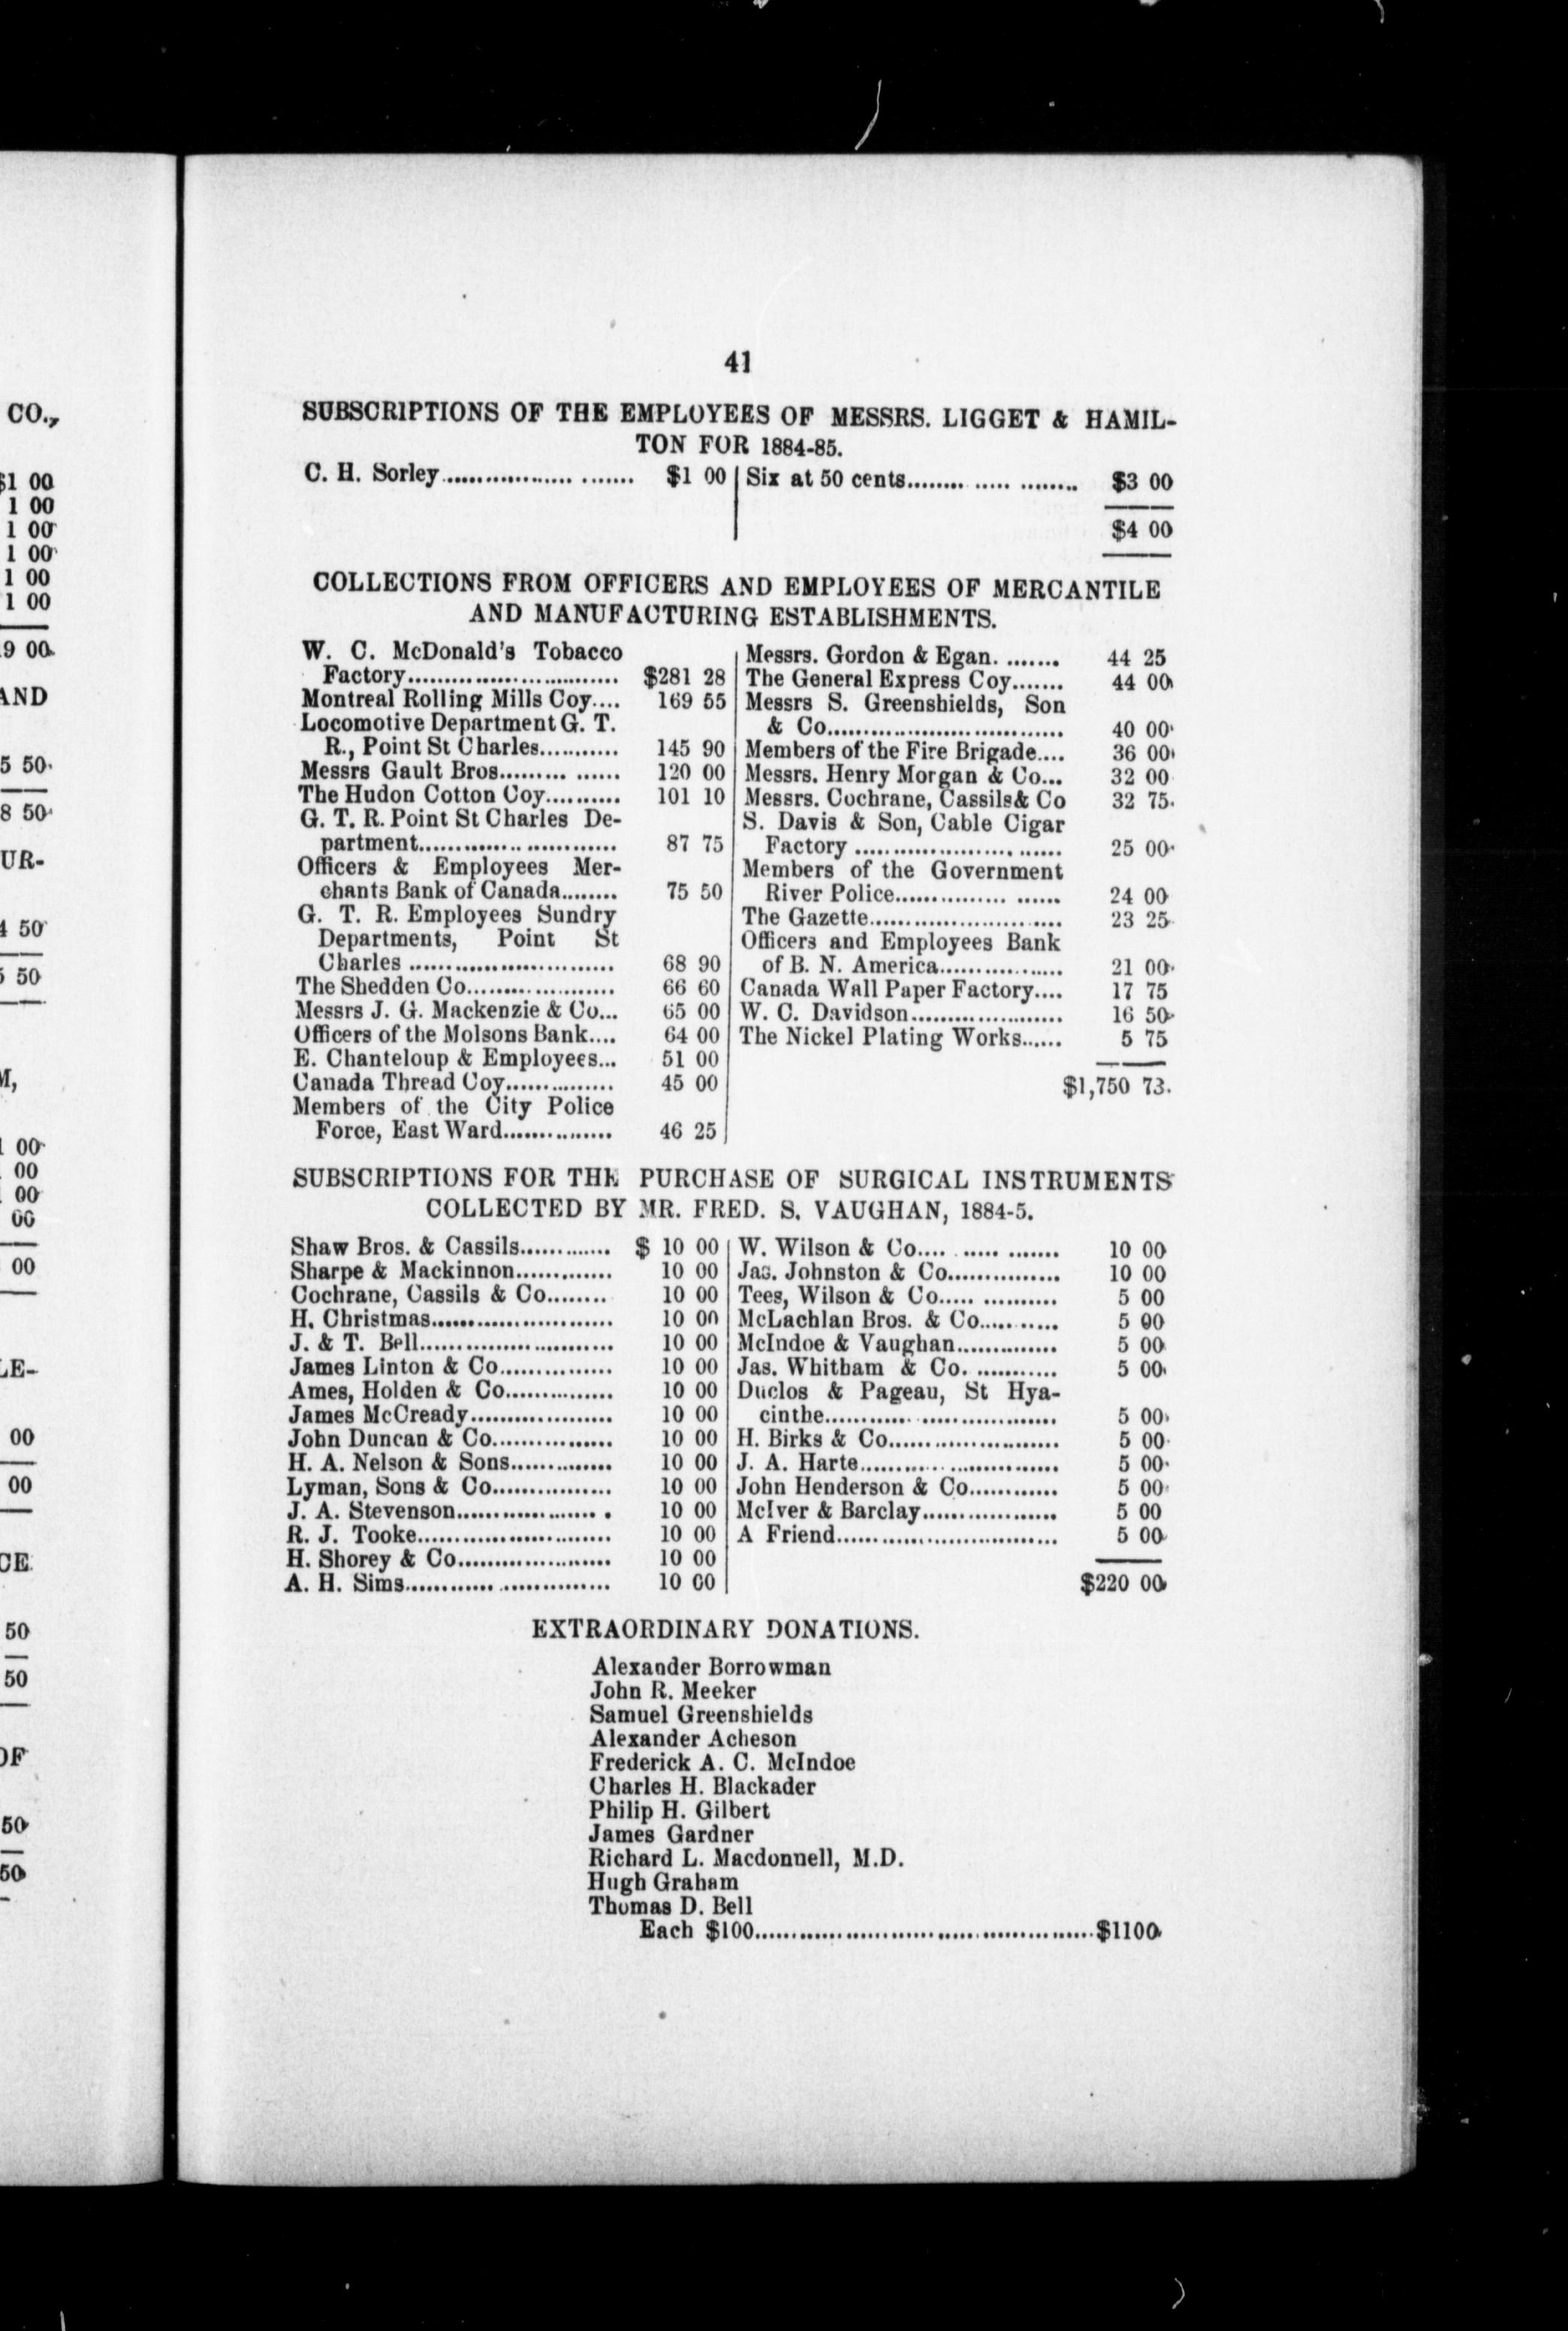 41
SUBSCRIPTIONS OF THE EMPLOYEES OF MESSRS. LIGGET & HAMIL-
TON FOR 1884-85.
C. H. Sorley........................ $1 00
Six at 50 cents...................... $3 00
$4 00
COLLECTIONS FROM OFFICERS AND EMPLOYEES OF MERCANTILE
AND MANUFACTURING ESTABLISHMENTS.
W. C. McDonald's Tobacco
Factory............................ $281 28
Montreal Rolling Mills Coy.... 169 55
Locomotive Department G. T.
R., Point St Charles........... 145 90
Messrs Gault Bros............... 120 00
The Hudon Cotton Coy.......... 101 10
G. T. R. Point St Charles De-
partment.......................... 87 75
Officers & Employees Mer-
chants Bank of Canada........ 75 50
G. T. R. Employees Sundry
Departments, Point St
Charles ........................... 68 90
The Shedden Co.................... 66 60
Messrs J. G. Mackenzie & Co... 65 00
Officers of the Molsons Bank.... 64 00
E. Chanteloup & Employees... 51 00
Canada Thread Coy............... 45 00
Members of the City Police
Force, East Ward............... 46 25
Messrs. Gordon & Egan. ........ 44 25
The General Express Coy....... 44 00
Messrs S. Greenshields, Son
& Co................................ 40 00
Members of the Fire Brigade.... 36 00
Messrs. Henry Morgan & Co... 32 00
Messrs. Cochrane, Cassils& Co 32 75
S. Davis & Son, Cable Cigar
Factory ............................ 25 00
Members of the Government
River Police...................... 24 00
The Gazette......................... 23 25
Officers and Employees Bank
of B. N. America................. 21 00
Canada Wall Paper Factory.... 17 75
W. C. Davidson..................... 16 50
The Nickel Plating Works...... 5 75
$1,750 73.
SUBSCRIPTIONS FOR THE PURCHASE OF SURGICAL INSTRUMENTS
COLLECTED BY MR. FRED. S. VAUGHAN, 1884-5.
Shaw Bros. & Cassils............. $ 10 00
Sharpe & Mackinnon............. 10 00
Cochrane, Cassils & Co........ 10 00
H. Christmas........................ 10 00
J. & T. Bell.......................... 10 00
James Linton & Co............... 10 00
Ames, Holden & Co............... 10 00
James McCready................... 10 00
John Duncan & Co................ 10 00
H. A. Nelson & Sons.............. 10 00
Lyman, Sons & Co................ 10 00
J. A. Stevenson.................... 10 00
R. J. Tooke.......................... 10 00
H. Shorey & Co..................... 10 00
A. H. Sims........................... 10 00
W. Wilson & Co.................. 10 00
Jas. Johnston & Co............... 10 00
Tees, Wilson & Co............... 5 00
McLachlan Bros. & Co........... 5 00
McIndoe & Vaughan.............. 5 00
Jas. Whitham & Co. ........... 5 00
Duclos & Pageau, St Hya-
cinthe............................... 5 00
H. Birks & Co....................... 5 00
J. A. Harte........................... 5 00
John Henderson & Co............ 5 00
McIver & Barclay.................. 5 00
A Friend.............................. 5 00
$220 00
EXTRAORDINARY DONATIONS.
Alexander Borrowman
John R. Meeker
Samuel Greenshields
Alexander Acheson
Frederick A. C. McIndoe
Charles H. Blackader
Philip H. Gilbert
James Gardner
Richard L. Macdonnell, M.D.
Hugh Graham
Thomas D. Bell
Each $100..............................................$1100